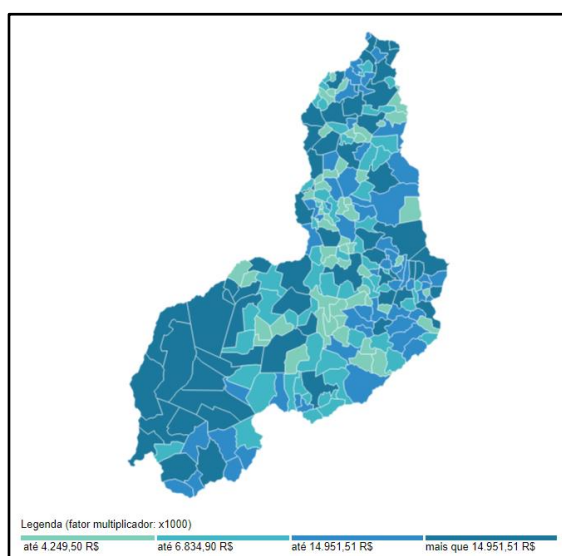 Legenda (fator multiplicador: x1000)
até 4.249,50 R$ até 6.834,90 R$ até 14.951,51 R$ mais que 14.951,51 R$